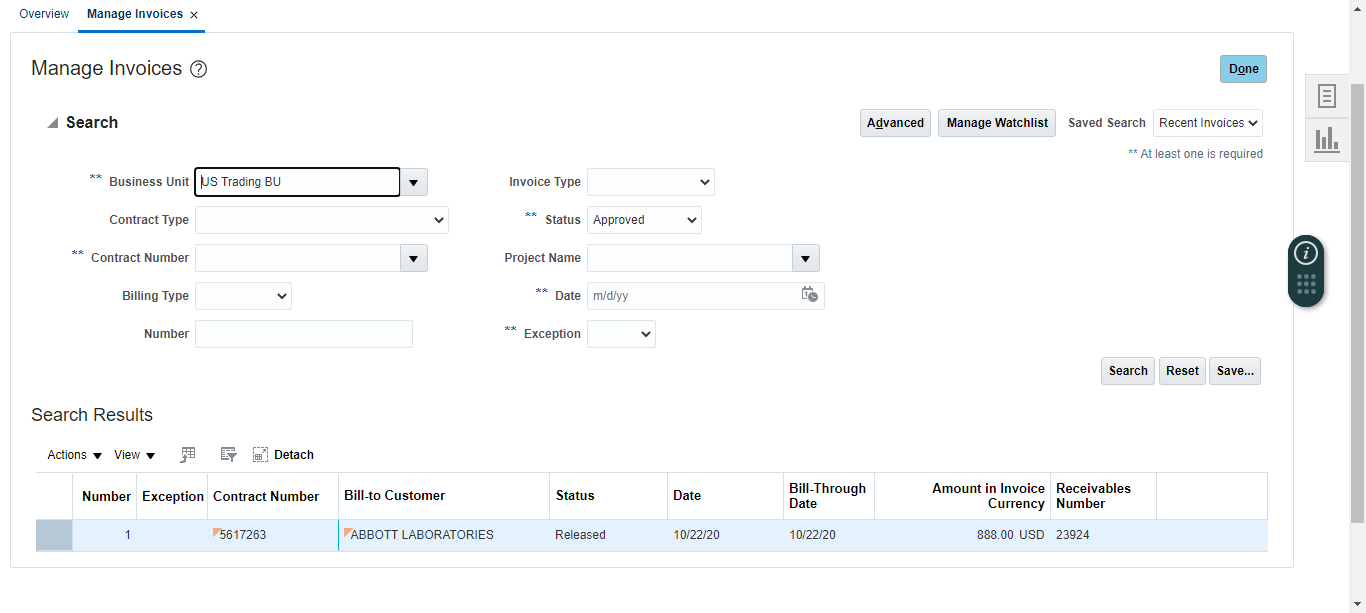 Overview Manage Invoices ×
Manage Invoices ?
Done
Search
Advanced Manage Watchlist Saved Search Recent Invoices
** At least one is required
** Business Unit US Trading BU
Invoice Type
Contract Type
** Status Approved
** Contract Number
Project Name
Billing Type
** Date m/d/yy
Number
** Exception
Search Reset Save...
Search Results
Actions View Detach
Number Exception Contract Number Bill-to Customer Status Date Bill-Through Date Amount in Invoice Currency Receivables Number
1 5617263 ABBOTT LABORATORIES Released 10/22/20 10/22/20 888.00 USD 23924